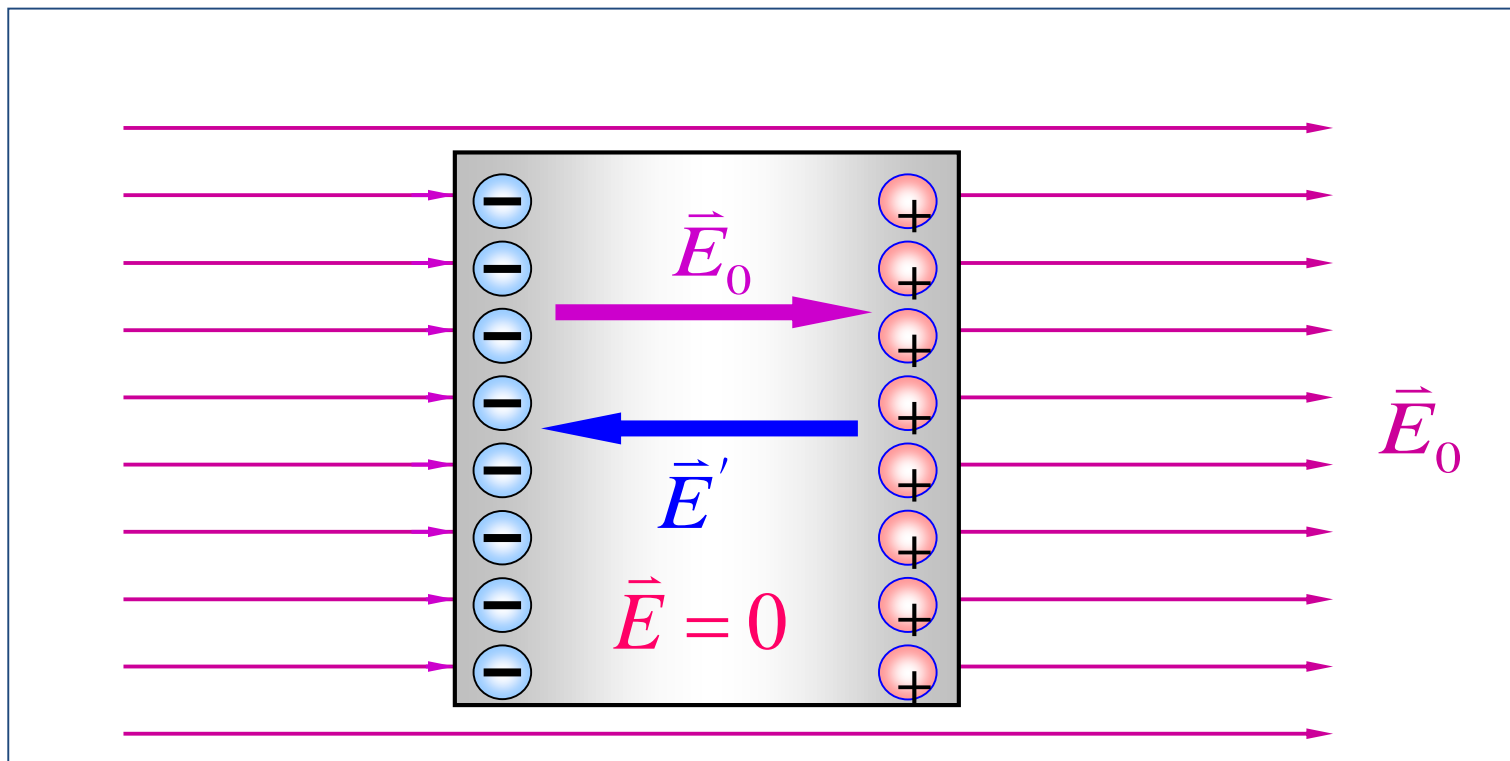 − +
− +
E⃗₀
− +
− +
− +
E⃗₀
− +
E⃗′
− +
− +
E⃗ = 0
− +